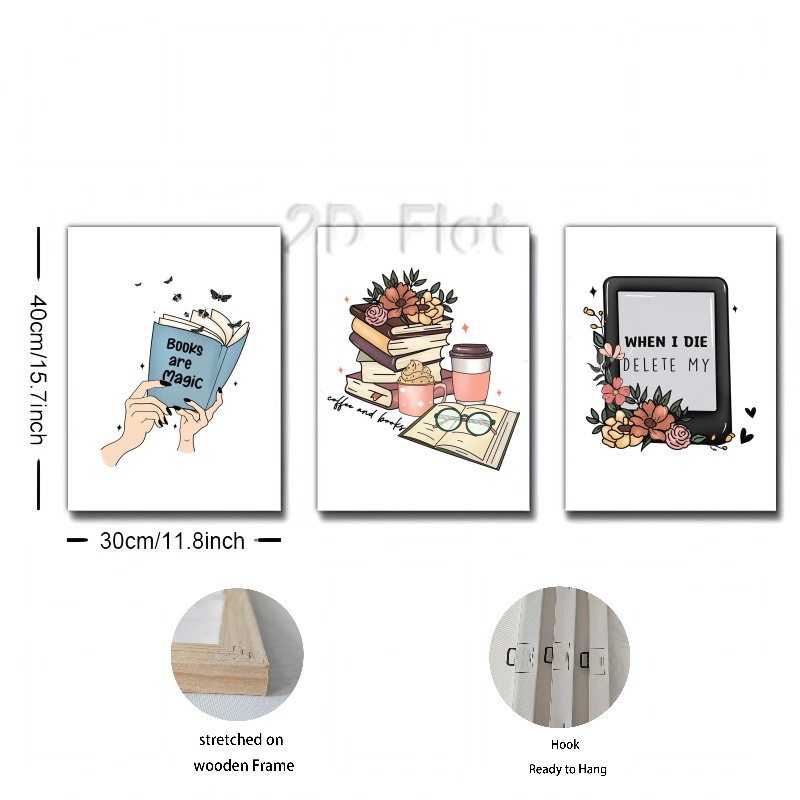 2D Flat
40cm/15.7inch
BOOKS
are
MAGIC
coffee and books
WHEN I DIE
DELETE MY
30cm/11.8inch
stretched on
wooden Frame
Hook
Ready to Hang